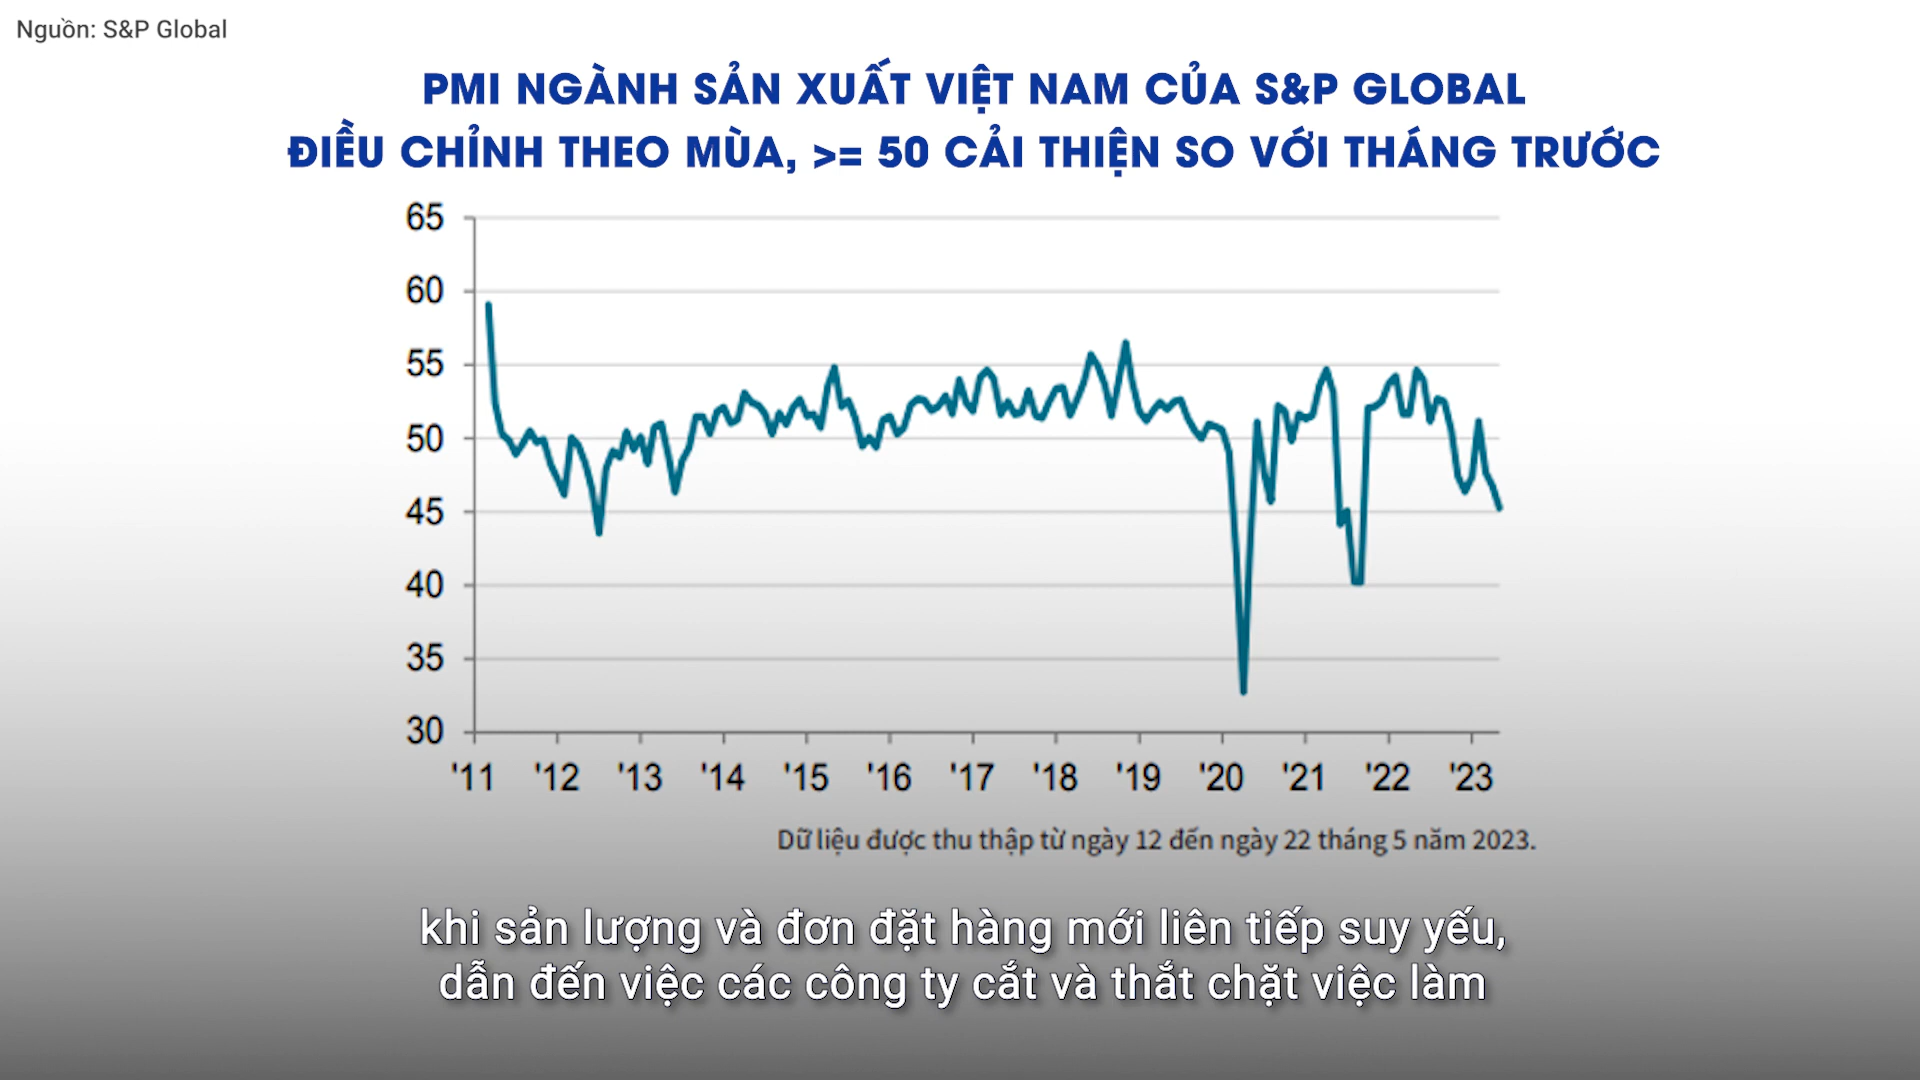 Nguồn: S&P Global
PMI NGÀNH SẢN XUẤT VIỆT NAM CỦA S&P GLOBAL
ĐIỀU CHỈNH THEO MÙA, >= 50 CẢI THIỆN SO VỚI THÁNG TRƯỚC
65
60
55
50
45
40
35
30
'11 '12 '13 '14 '15 '16 '17 '18 '19 '20 '21 '22 '23
Dữ liệu được thu thập từ ngày 12 đến ngày 22 tháng 5 năm 2023.
khi sản lượng và đơn đặt hàng mới liên tiếp suy yếu,
dẫn đến việc các công ty cắt và thắt chặt việc làm